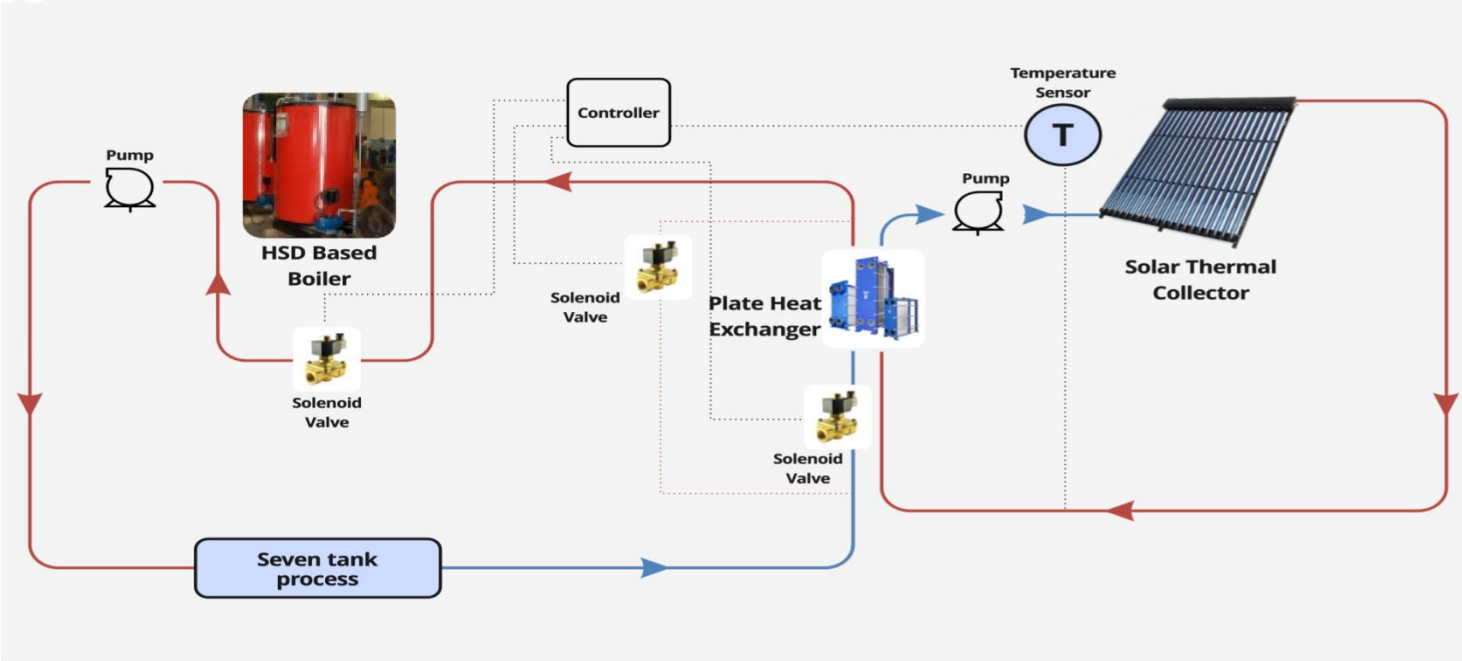 Temperature
Sensor
Controller
T
Pump
Pump
HSD Based
Boiler
Solenoid
Valve
Plate Heat
Exchanger
Solar Thermal
Collector
Solenoid
Valve
Solenoid
Valve
Seven tank
process